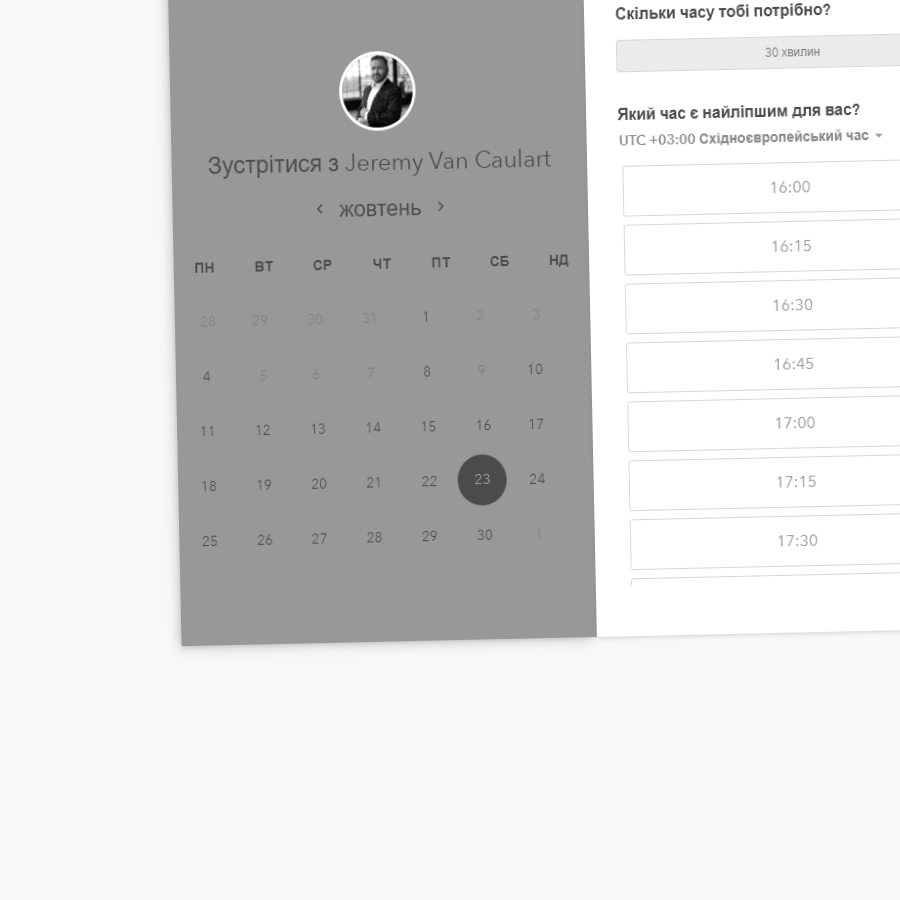 Зустрітися з Jeremy Van Caulart
жовтень
ПН ВТ СР ЧТ ПТ СБ НД
28 29 30 31 1 2 3
4 5 6 7 8 9 10
11 12 13 14 15 16 17
18 19 20 21 22 23 24
25 26 27 28 29 30 1
Скільки часу тобі потрібно?
30 хвилин
Який час є найліпшим для вас?
UTC +03:00 Східноєвропейський час
16:00
16:15
16:30
16:45
17:00
17:15
17:30